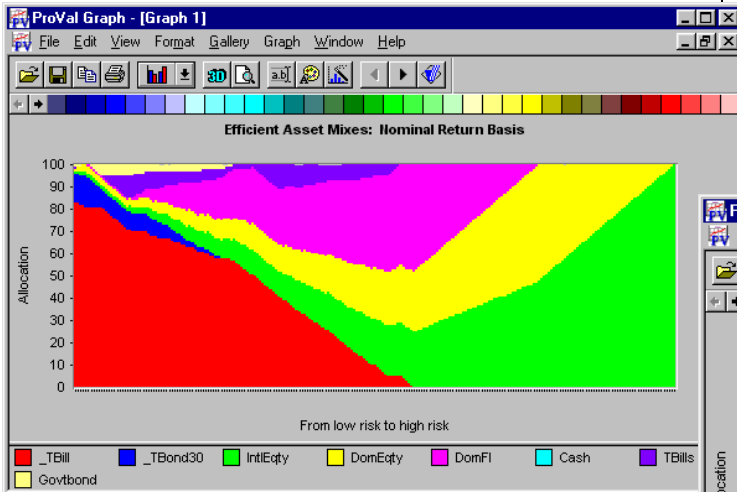 ProVal Graph - [Graph 1]
File Edit View Format Gallery Graph Window Help
3D
a.b
Efficient Asset Mixes: Nominal Return Basis
100
90
80
70
60
50
40
30
20
10
0
Allocation
From low risk to high risk
_TBill _TBond30 IntlEqty DomEqty DomFI Cash TBills
Govtbond
PV